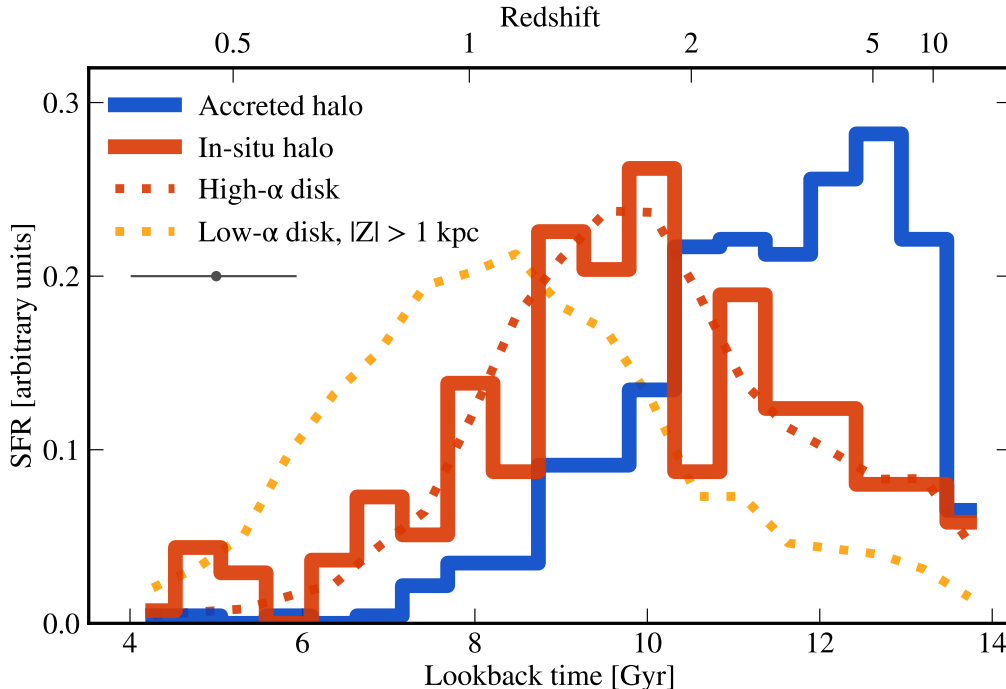 Redshift
0.5 1 2 5 10
0.3
0.2
0.1
0.0
SFR [arbitrary units]
Accreted halo
In-situ halo
High-α disk
Low-α disk, |Z| > 1 kpc
4 6 8 10 12 14
Lookback time [Gyr]